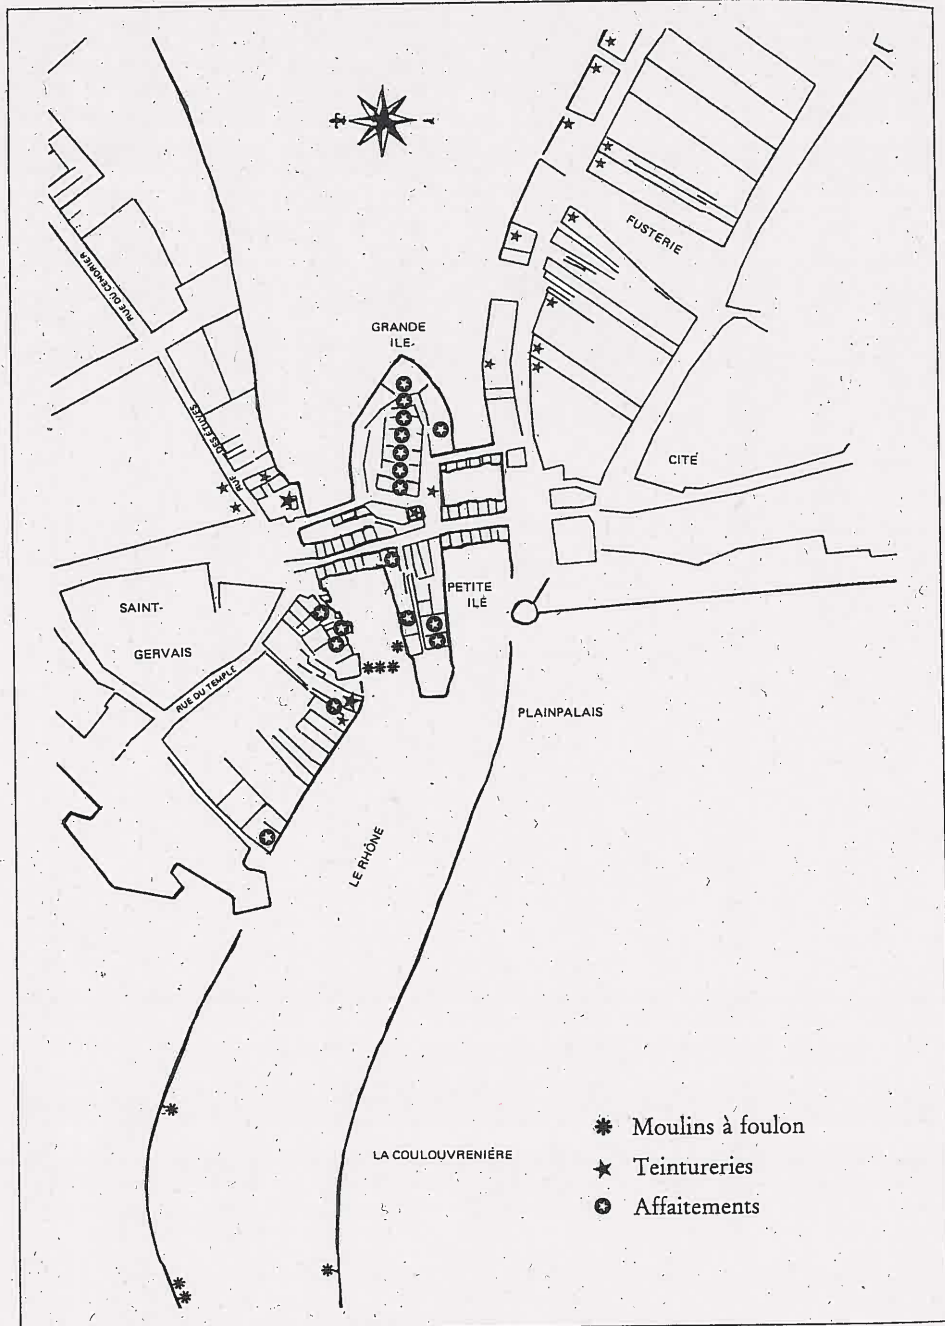 FUSTERIE
RUE DU CENDRIER
GRANDE
ILE
RUE DES ÉTUVES
CITÉ
PETITE
ILE
SAINT-
GERVAIS
RUE DU TEMPLE
PLAINPALAIS
LE RHÔNE
LA COULOUVRENIÈRE
Moulins à foulon
Teintureries
Affaitements